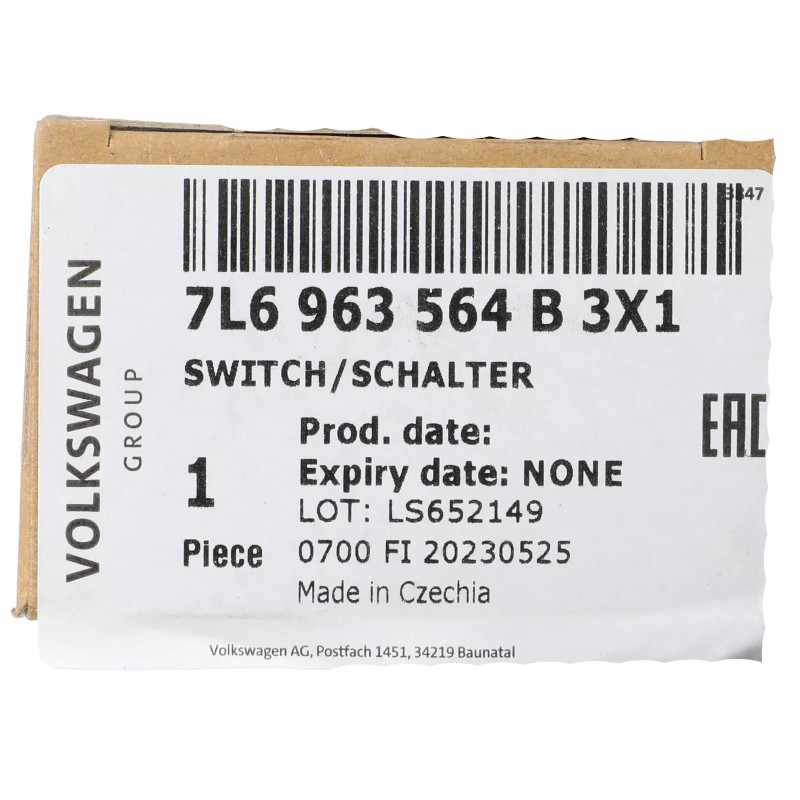 7L6 963 564 B 3X1
SWITCH/SCHALTER
VOLKSWAGEN
GROUP
EAC
Prod. date:
Expiry date: NONE
1
LOT: LS652149
Piece
0700 FI 20230525
Made in Czechia
Volkswagen AG, Postfach 1451, 34219 Baunatal